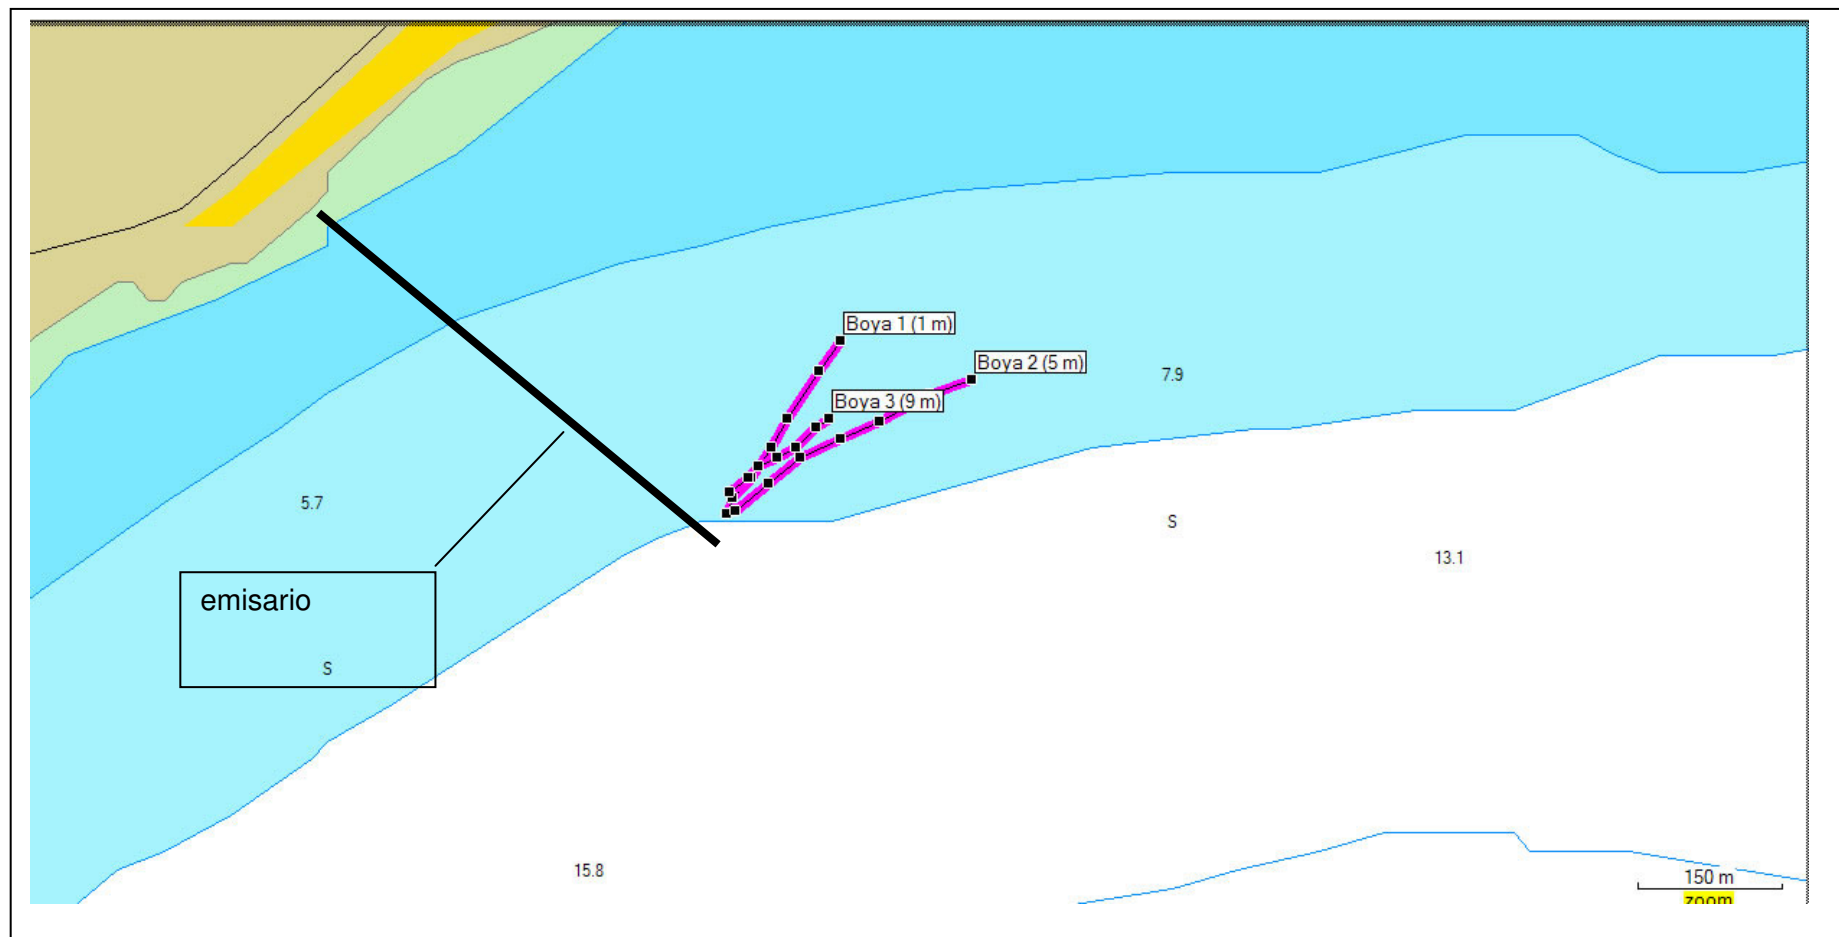 Boya 1 (1 m)
Boya 2 (5 m)
7.9
Boya 3 (9 m)
5.7
S
13.1
emisario
S
15.8
150 m
zoom